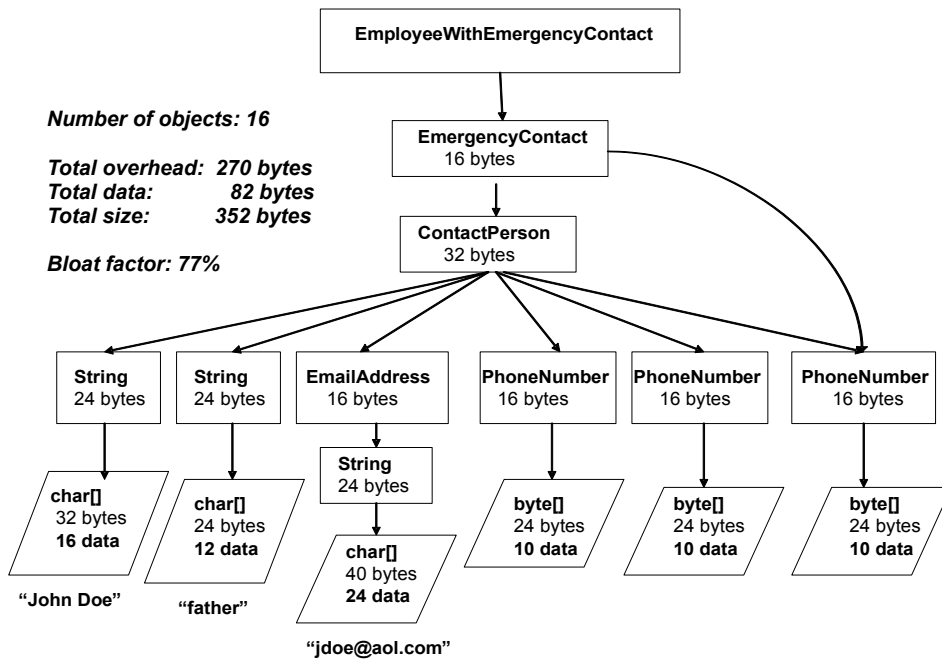 EmployeeWithEmergencyContact
Number of objects: 16
Total overhead: 270 bytes
Total data: 82 bytes
Total size: 352 bytes
Bloat factor: 77%
EmergencyContact
16 bytes
ContactPerson
32 bytes
String
24 bytes
String
24 bytes
EmailAddress
16 bytes
PhoneNumber
16 bytes
PhoneNumber
16 bytes
PhoneNumber
16 bytes
String
24 bytes
char[]
32 bytes
16 data
char[]
24 bytes
12 data
char[]
40 bytes
24 data
byte[]
24 bytes
10 data
byte[]
24 bytes
10 data
byte[]
24 bytes
10 data
“John Doe”
“father”
“jdoe@aol.com”